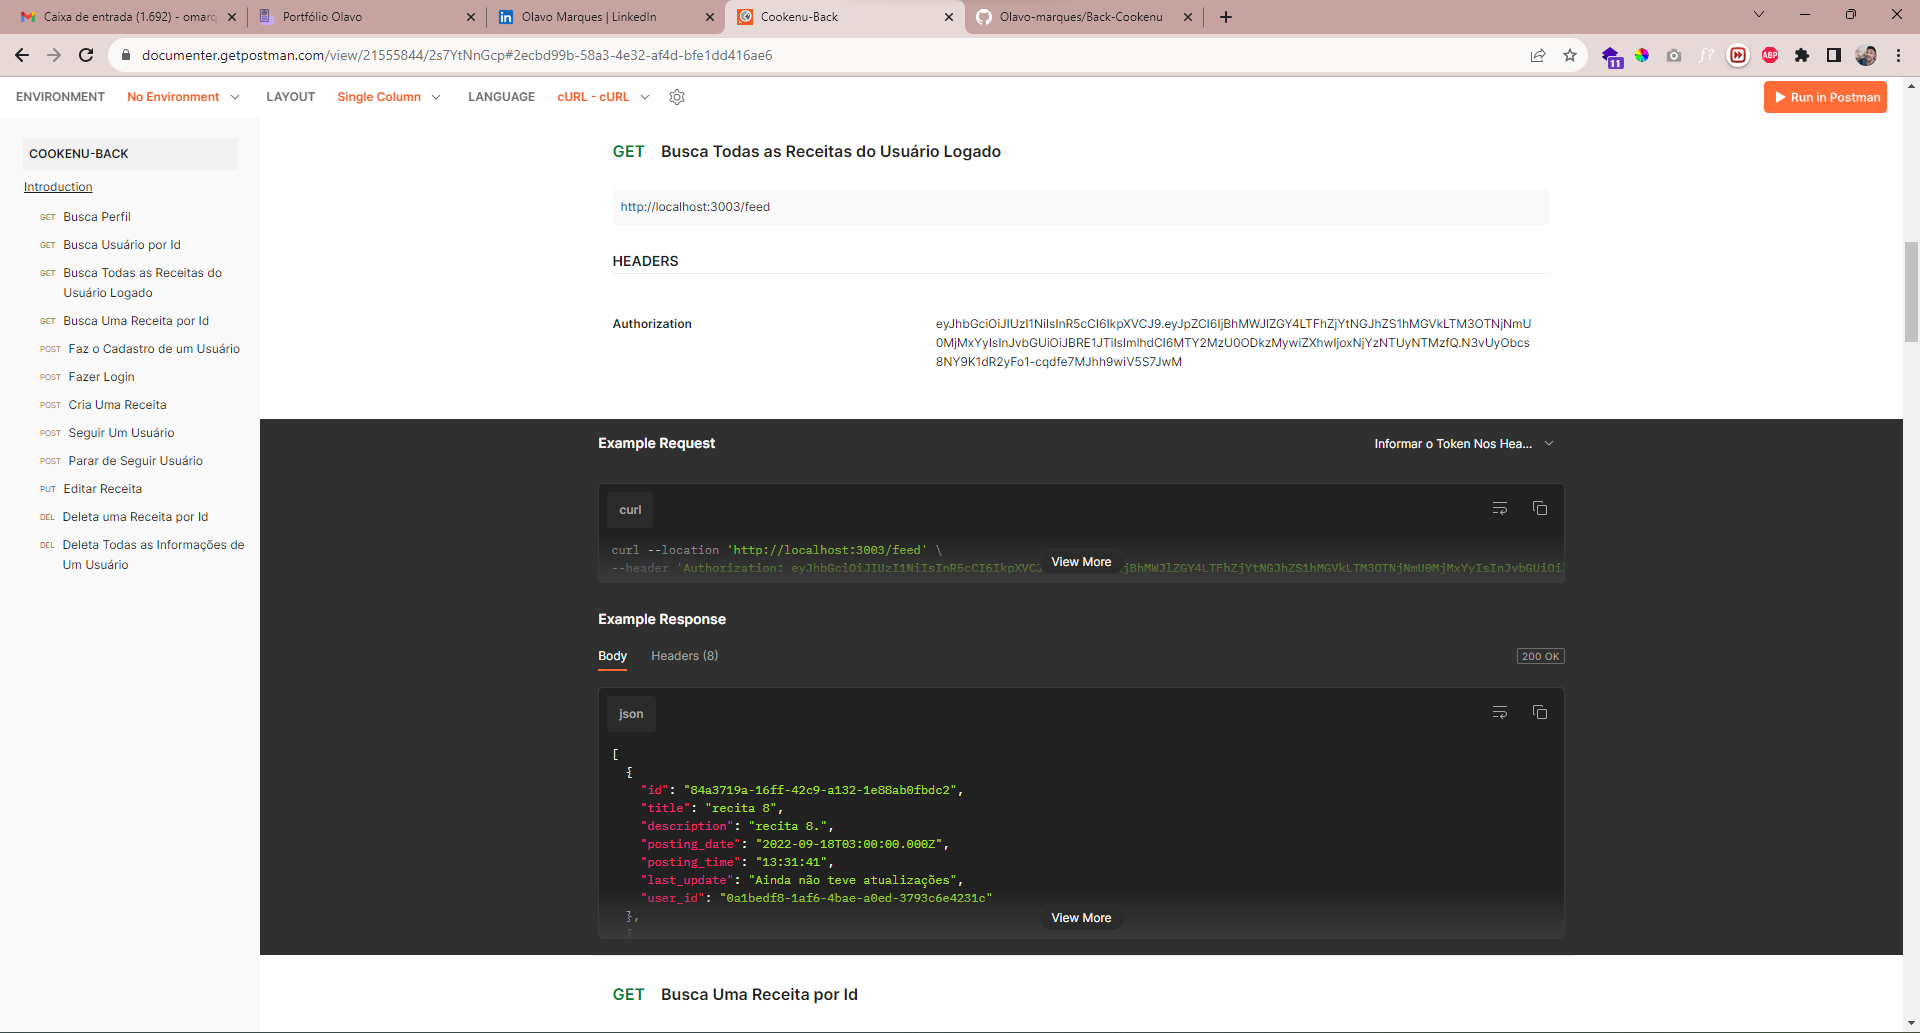 Caixa de entrada (1.692) - omarq
Portfólio Olavo
Olavo Marques | LinkedIn
Cookenu-Back
Olavo-marques/Back-Cookenu
documenter.getpostman.com/view/21555844/2s7YtNnGcp#2ecbd99b-58a3-4e32-af4d-bfe1dd416ae6
11
f?
ABP
ENVIRONMENT
No Environment
LAYOUT
Single Column
LANGUAGE
cURL - cURL
Run in Postman
COOKENU-BACK
Introduction
GET Busca Perfil
GET Busca Usuário por Id
GET Busca Todas as Receitas do
Usuário Logado
GET Busca Uma Receita por Id
POST Faz o Cadastro de um Usuário
POST Fazer Login
POST Cria Uma Receita
POST Seguir Um Usuário
POST Parar de Seguir Usuário
PUT Editar Receita
DEL Deleta uma Receita por Id
DEL Deleta Todas as Informações de
Um Usuário
GET Busca Todas as Receitas do Usuário Logado
http://localhost:3003/feed
HEADERS
Authorization
eyJhbGciOiJIUzI1NiIsInR5cCI6IkpXVCJ9.eyJpZCI6IjBhMWJlZGY4LTFhZjYtNGJhZS1hMGVkLTM3OTNjNmU
0MjMxYyIsInJvbGUiOiJBRE1JTiIsImlhdCI6MTY2MzU0ODkzMywiZXhwIjoxNjYzNTUyNTMzfQ.N3vUyObcs
8NY9K1dR2yFo1-cqdfe7MJhh9wiV5S7JwM
Example Request
Informar o Token Nos Hea...
curl
curl --location 'http://localhost:3003/feed' \
--header 'Authorization: eyJhbGciOiJIUzI1NiIsInR5cCI6IkpXVC
jBhMWJlZGY4LTFhZjYtNGJhZS1hMGVkLTM3OTNjNmU0MjMxYyIsInJvbGUiOi
View More
Example Response
Body
Headers (8)
200 OK
json
[
{
"id": "84a3719a-16ff-42c9-a132-1e88ab0fbdc2",
"title": "recita 8",
"description": "recita 8.",
"posting_date": "2022-09-18T03:00:00.000Z",
"posting_time": "13:31:41",
"last_update": "Ainda não teve atualizações",
"user_id": "0a1bedf8-1af6-4bae-a0ed-3793c6e4231c"
},
{
View More
GET Busca Uma Receita por Id